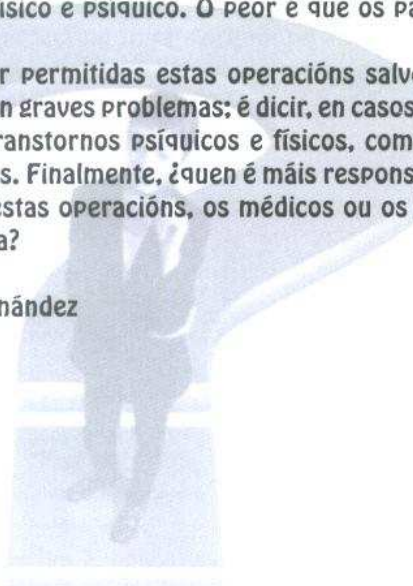 ísico e psíquico. O peor é que os pa
r permitidas estas operacións salv
n graves problemas; é dicir, en casos
ranstornos psíquicos e físicos, com
s. Finalmente, ¿quen é máis respons
estas operacións, os médicos ou os
a?
nández